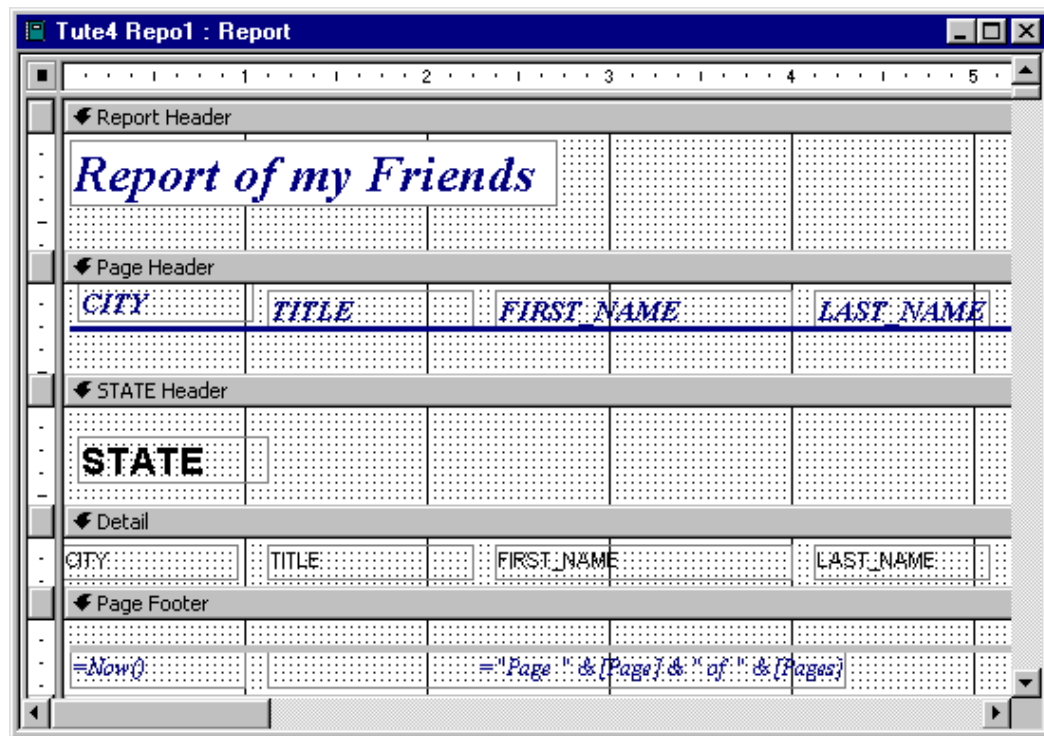 Tute4 Repo1 : Report
1 2 3 4 5
Report Header
Report of my Friends
Page Header
CITY TITLE FIRST_NAME LAST_NAME
STATE Header
STATE
Detail
CITY TITLE FIRST_NAME LAST_NAME
Page Footer
=Now() ="Page " & [Page] & " of " & [Pages]